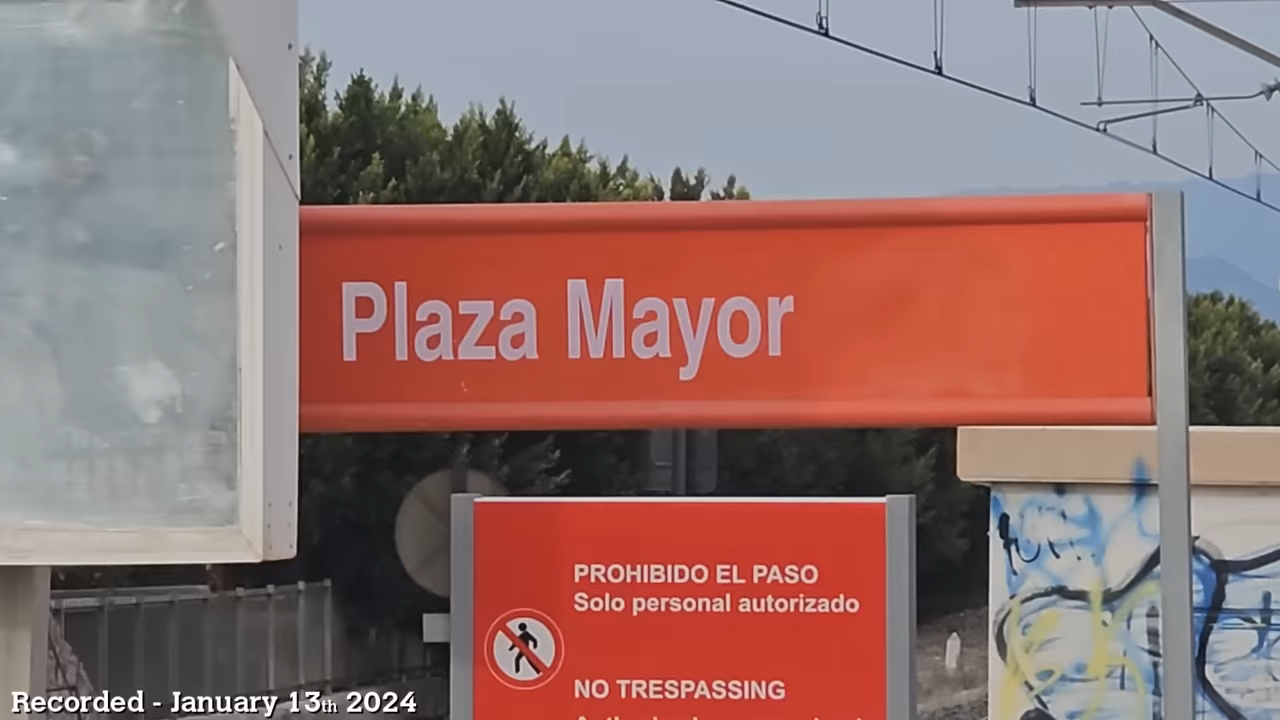 Plaza Mayor
PROHIBIDO EL PASO
Solo personal autorizado
NO TRESPASSING
Recorded - January 13th 2024